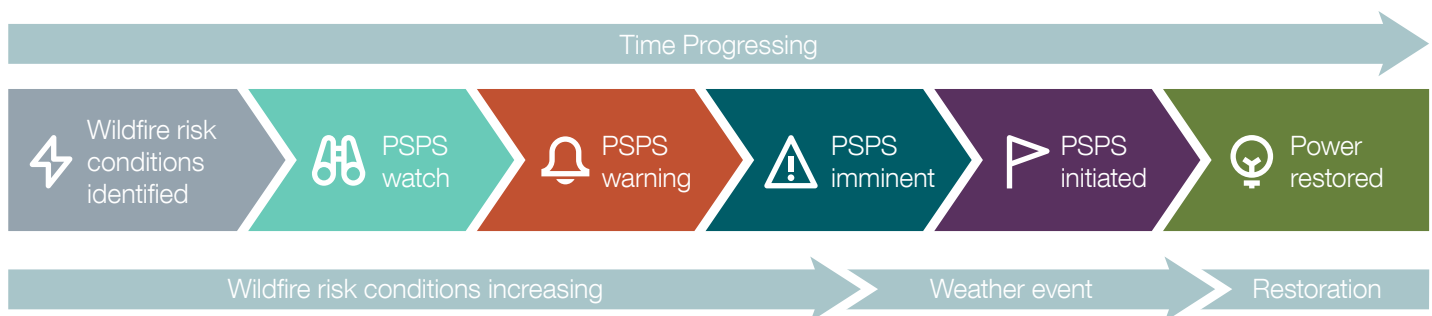 Time Progressing
Wildfire risk
conditions
identified
PSPS
watch
PSPS
warning
PSPS
imminent
PSPS
initiated
Power
restored
Wildfire risk conditions increasing
Weather event
Restoration